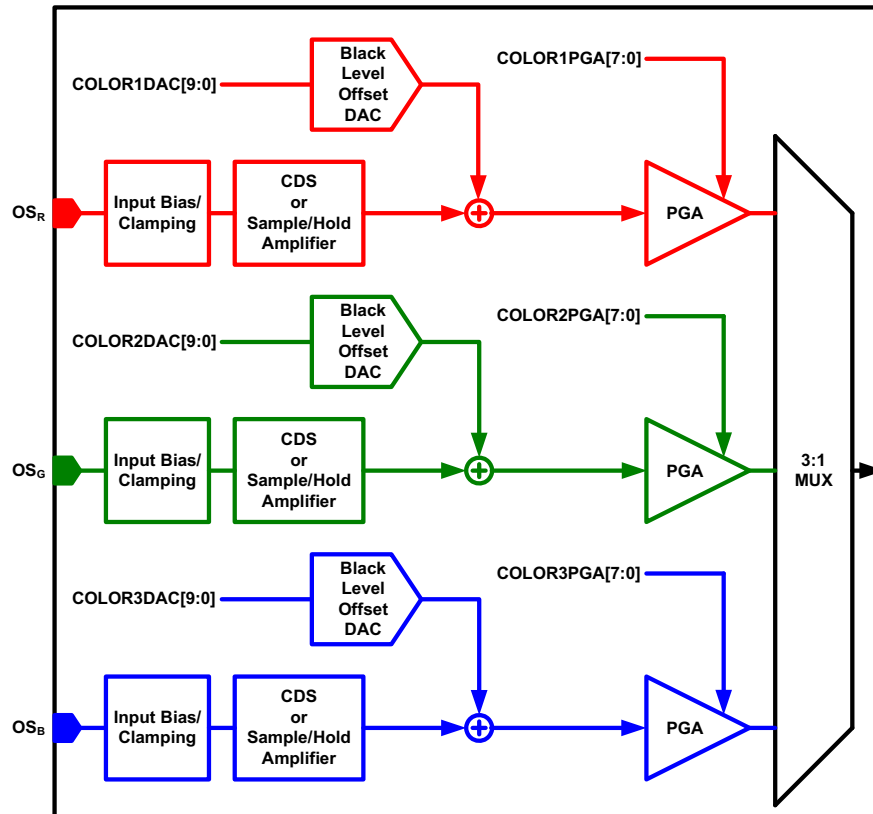 Black
Level
Offset
DAC
COLOR1DAC[9:0]
COLOR1PGA[7:0]
OSR
Input Bias/
Clamping
CDS
or
Sample/Hold
Amplifier
PGA
Black
Level
Offset
DAC
COLOR2DAC[9:0]
COLOR2PGA[7:0]
OSG
Input Bias/
Clamping
CDS
or
Sample/Hold
Amplifier
PGA
3:1
MUX
Black
Level
Offset
DAC
COLOR3DAC[9:0]
COLOR3PGA[7:0]
OSB
Input Bias/
Clamping
CDS
or
Sample/Hold
Amplifier
PGA